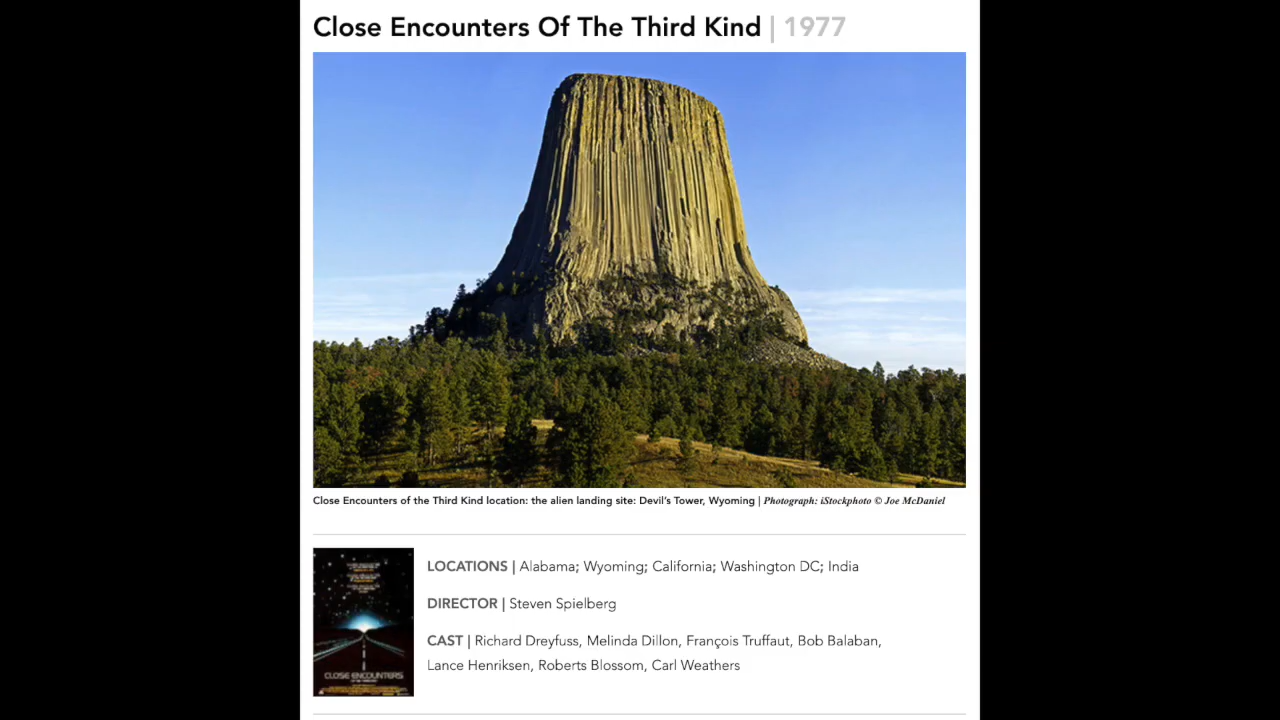 Close Encounters Of The Third Kind | 1977
Close Encounters of the Third Kind location: the alien landing site: Devil's Tower, Wyoming | Photograph: iStockphoto © Joe McDaniel
LOCATIONS | Alabama; Wyoming; California; Washington DC; India
DIRECTOR | Steven Spielberg
CAST | Richard Dreyfuss, Melinda Dillon, François Truffaut, Bob Balaban,
Lance Henriksen, Roberts Blossom, Carl Weathers
CLOSE ENCOUNTERS